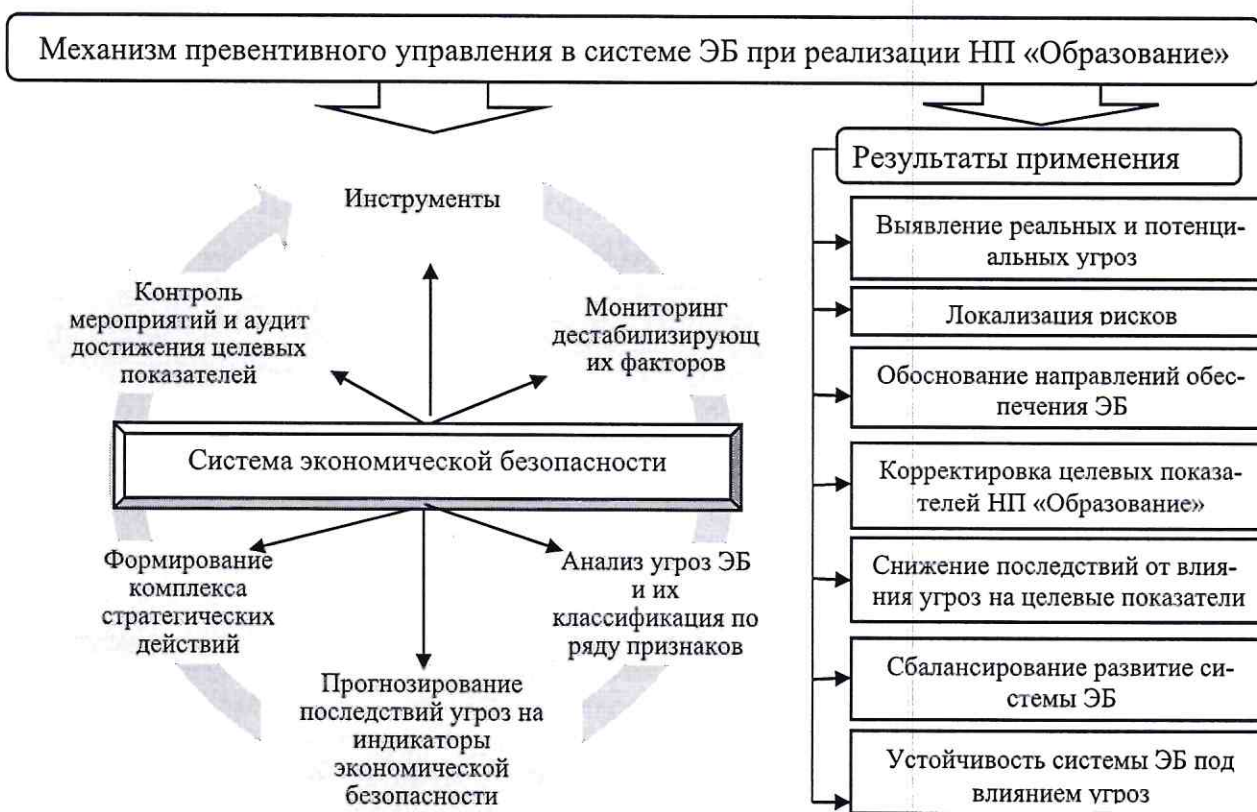 Механизм превентивного управления в системе ЭБ при реализации НП «Образование»
Инструменты
Контроль
мероприятий и аудит
достижения целевых
показателей
Мониторинг
дестабилизирующ
их факторов
Система экономической безопасности
Формирование
комплекса
стратегических
действий
Анализ угроз ЭБ
и их
классификация по
ряду признаков
Прогнозирование
последствий угроз на
индикаторы
экономической
безопасности
Результаты применения
Выявление реальных и потенци-
альных угроз
Локализация рисков
Обоснование направлений обес-
печения ЭБ
Корректировка целевых показа-
телей НП «Образование»
Снижение последствий от влия-
ния угроз на целевые показатели
Сбалансирование развитие си-
стемы ЭБ
Устойчивость системы ЭБ под
влиянием угроз